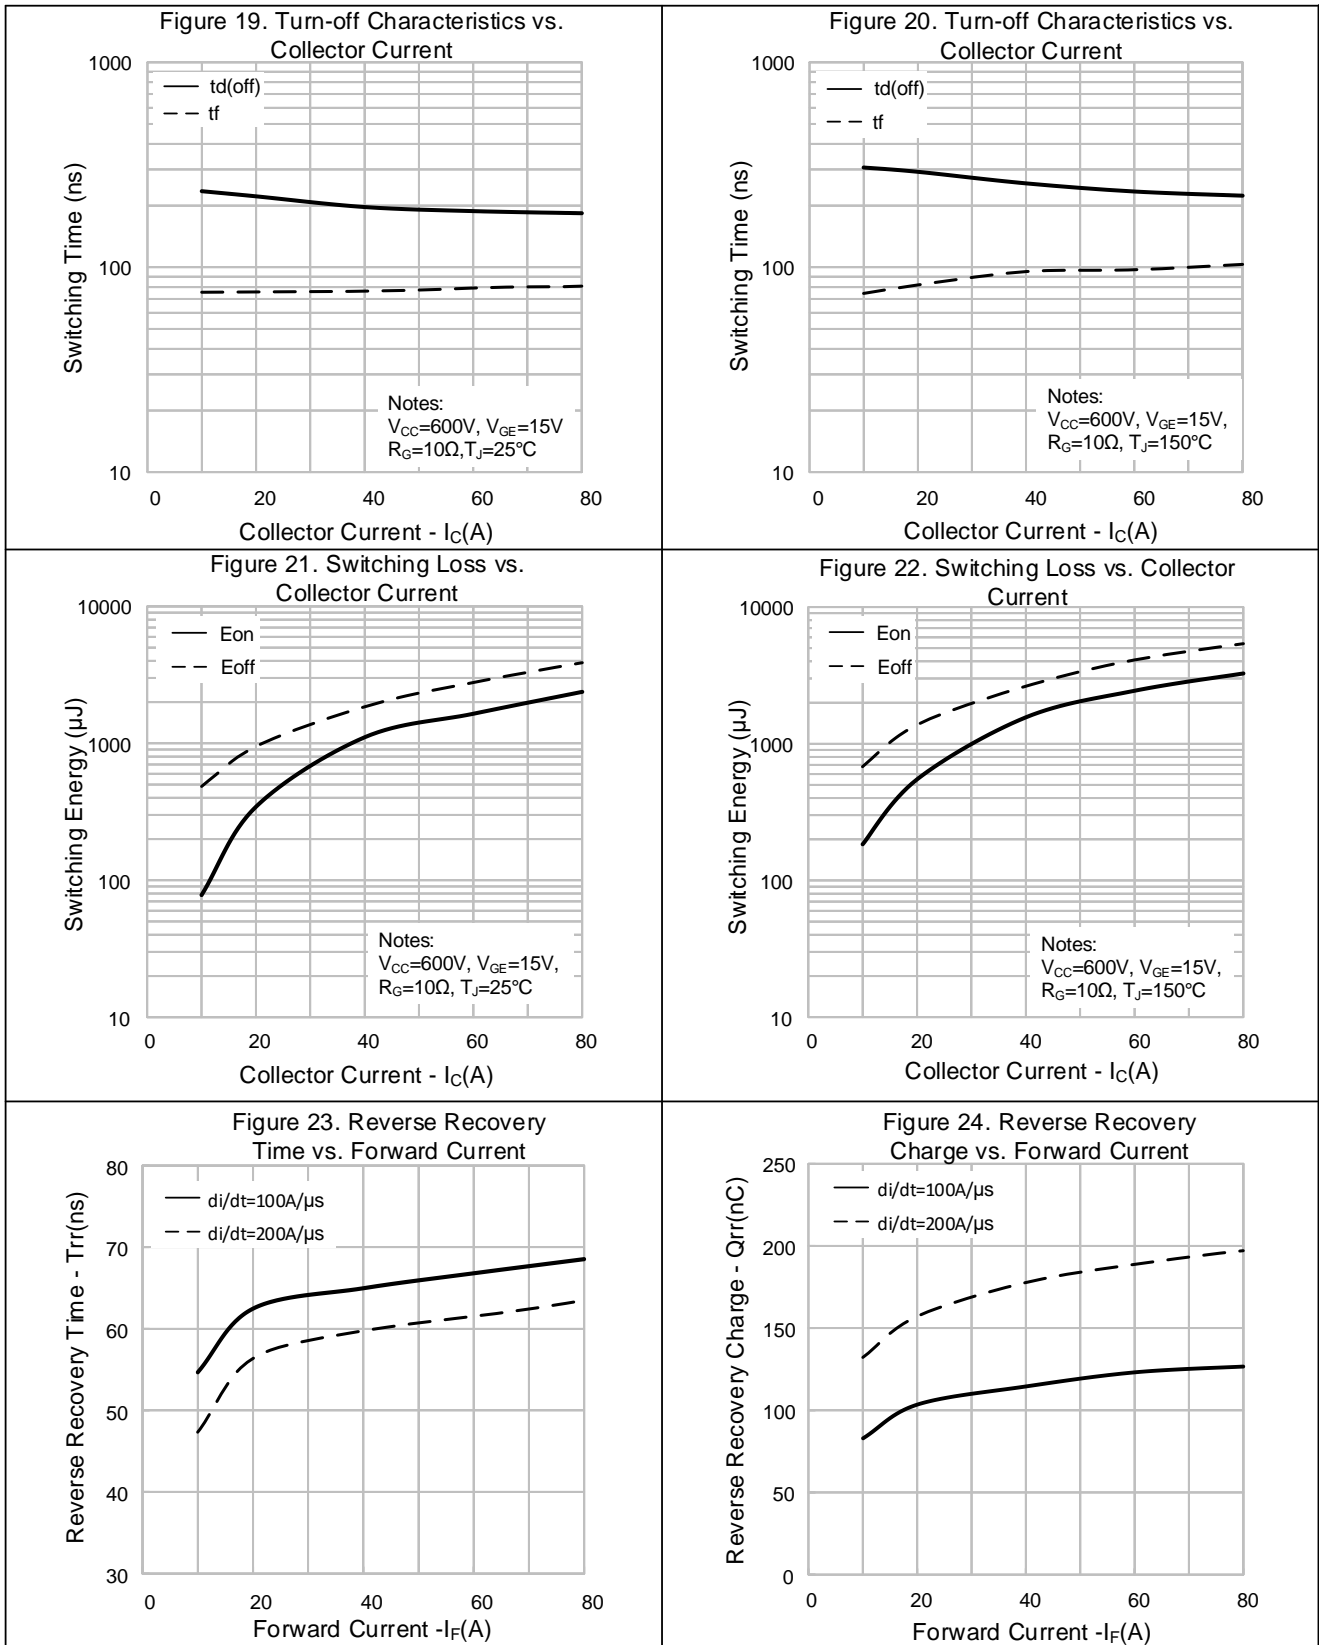 Figure 19. Turn-off Characteristics vs.
Collector Current
1000
td(off)
tf
Switching Time (ns)
100
Notes:
VCC=600V, VGE=15V
RG=10Ω,TJ=25°C
10
0 20 40 60 80
Collector Current - IC(A)
Figure 20. Turn-off Characteristics vs.
Collector Current
1000
td(off)
tf
Switching Time (ns)
100
Notes:
VCC=600V, VGE=15V,
RG=10Ω, TJ=150°C
10
0 20 40 60 80
Collector Current - IC(A)
Figure 21. Switching Loss vs.
Collector Current
10000
Eon
Eoff
Switching Energy (µJ)
1000
100
Notes:
VCC=600V, VGE=15V,
RG=10Ω, TJ=25°C
10
0 20 40 60 80
Collector Current - IC(A)
Figure 22. Switching Loss vs. Collector
Current
10000
Eon
Eoff
Switching Energy (µJ)
1000
100
Notes:
VCC=600V, VGE=15V,
RG=10Ω, TJ=150°C
10
0 20 40 60 80
Collector Current - IC(A)
Figure 23. Reverse Recovery
Time vs. Forward Current
80
di/dt=100A/µs
di/dt=200A/µs
Reverse Recovery Time - Trr(ns)
70
60
50
40
30
0 20 40 60 80
Forward Current -IF(A)
Figure 24. Reverse Recovery
Charge vs. Forward Current
250
di/dt=100A/µs
di/dt=200A/µs
Reverse Recovery Charge - Qrr(nC)
200
150
100
50
0
0 20 40 60 80
Forward Current -IF(A)